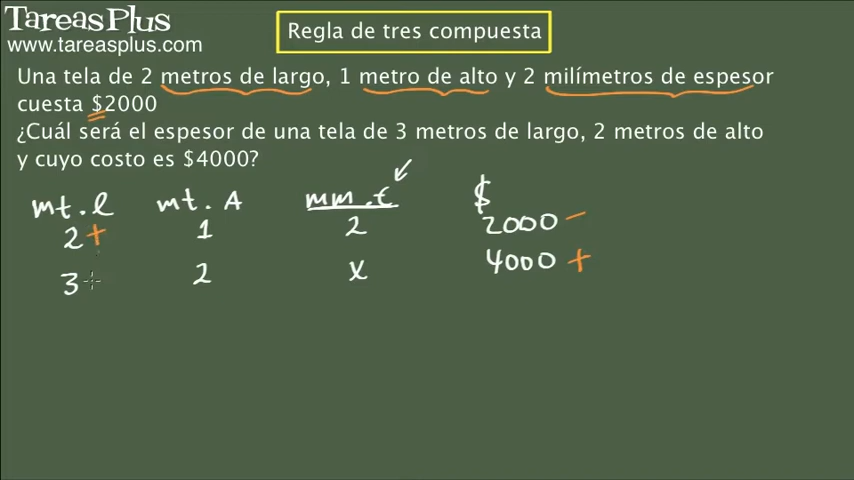 TareasPlus
www.tareasplus.com
Regla de tres compuesta
Una tela de 2 metros de largo, 1 metro de alto y 2 milímetros de espesor
cuesta $2000
¿Cuál será el espesor de una tela de 3 metros de largo, 2 metros de alto
y cuyo costo es $4000?
mt.l mt.A mm.E $
2+ 1 2 2000 -
3 2 x 4000 +